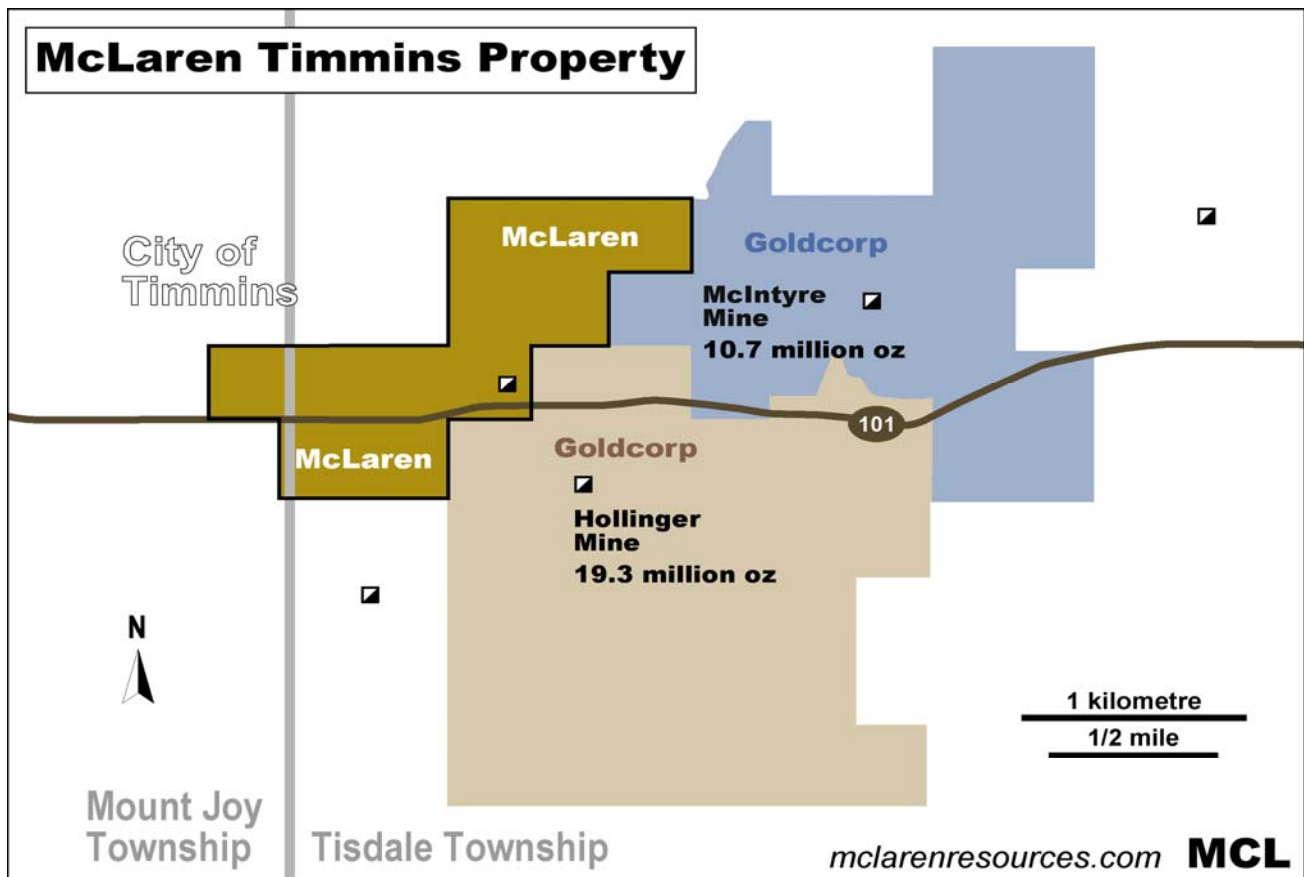 McLaren Timmins Property
City of
Timmins
McLaren
Goldcorp
McIntyre
Mine
10.7 million oz
101
McLaren
Goldcorp
Hollinger
Mine
19.3 million oz
N
1 kilometre
1/2 mile
Mount Joy
Township
Tisdale Township
mclarenresources.com MCL